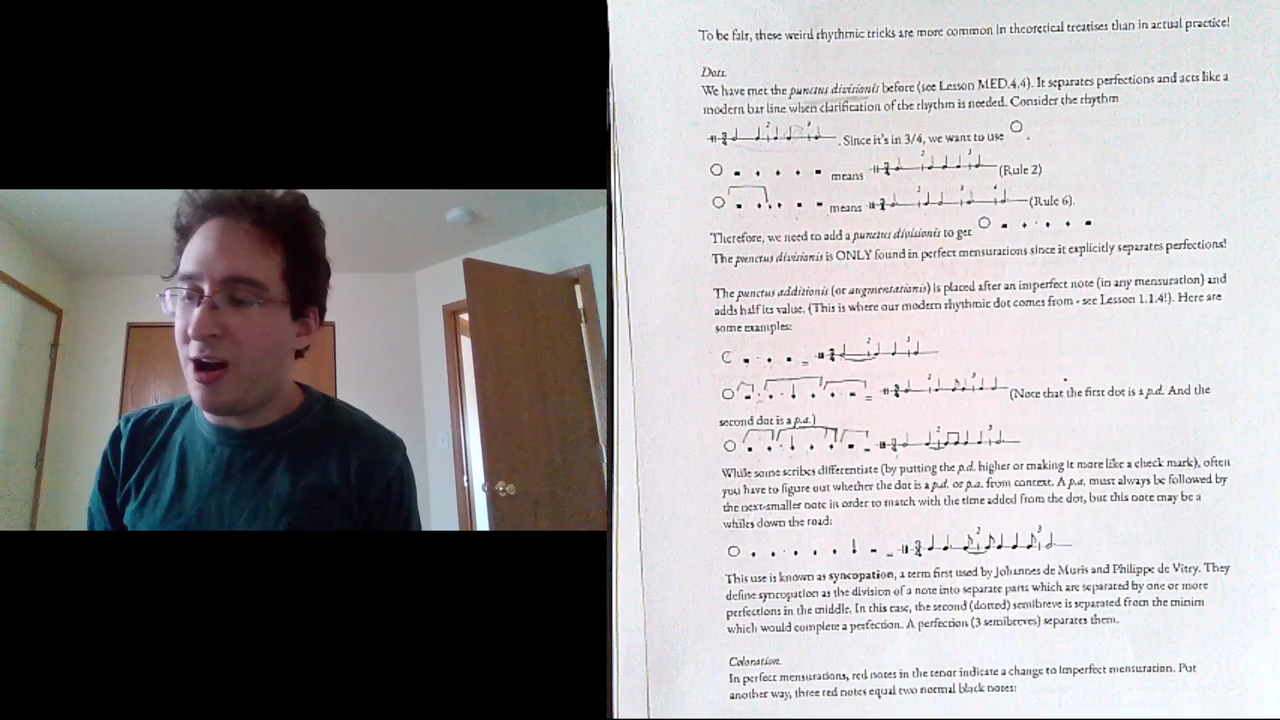 To be fair, these weird rhythmic tricks are more common in theoretical treatises than in actual practice!
Dots.
We have met the punctus divisionis before (see Lesson MED.4.4). It separates perfections and acts like a
modern bar line when clarification of the rhythm is needed. Consider the rhythm
. Since it's in 3/4, we want to use
.
means (Rule 2)
means (Rule 6).
Therefore, we need to add a punctus divisionis to get
The punctus divisionis is ONLY found in perfect mensurations since it explicitly separates perfections!
The punctus additionis (or augmentationis) is placed after an imperfect note (in any mensuration) and
adds half its value. (This is where our modern rhythmic dot comes from - see Lesson 1.1.4!). Here are
some examples:
=
= (Note that the first dot is a p.d. And the
second dot is a p.a.)
=
While some scribes differentiate (by putting the p.d. higher or making it more like a check mark), often
you have to figure out whether the dot is a p.d. or p.a. from context. A p.a. must always be followed by
the next-smaller note in order to match with the time added from the dot, but this note may be a
whiles down the road:
=
This use is known as syncopation, a term first used by Johannes de Muris and Philippe de Vitry. They
define syncopation as the division of a note into separate parts which are separated by one or more
perfections in the middle. In this case, the second (dotted) semibreve is separated from the minim
which would complete a perfection. A perfection (3 semibreves) separates them.
Coloration.
In perfect mensurations, red notes in the tenor indicate a change to imperfect mensuration. Put
another way, three red notes equal two normal black notes: